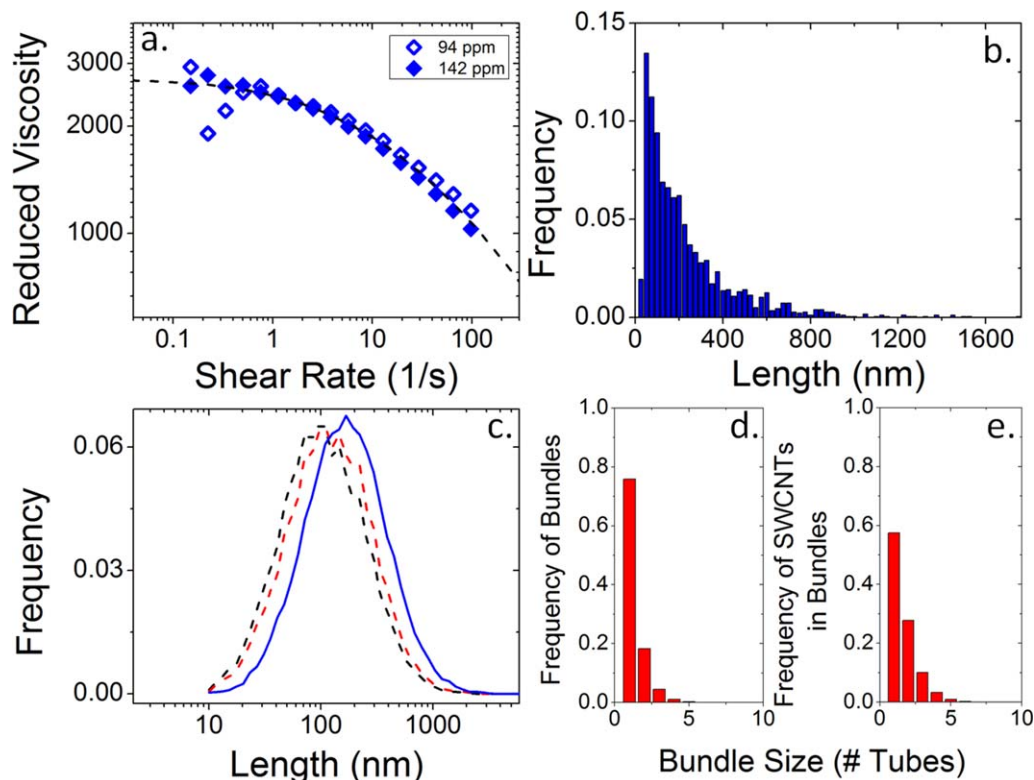 a.
94 ppm
142 ppm
3000
2000
1000
Reduced Viscosity
0.1 1 10 100
Shear Rate (1/s)
b.
0.15
0.10
0.05
0.00
Frequency
0 400 800 1200 1600
Length (nm)
c.
0.06
0.03
0.00
Frequency
10 100 1000
Length (nm)
d.
1.0
0.8
0.6
0.4
0.2
0.0
Frequency of Bundles
0 5 10
e.
1.0
0.8
0.6
0.4
0.2
0.0
Frequency of SWCNTs
in Bundles
0 5 10
Bundle Size (# Tubes)